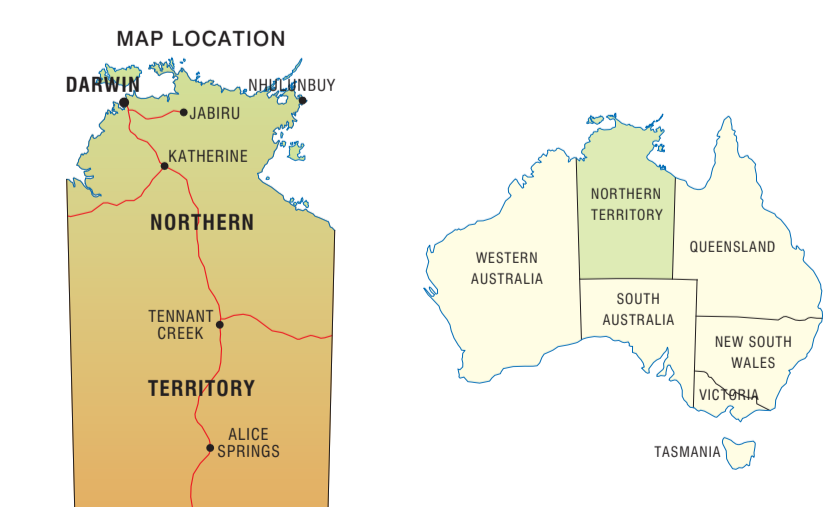 MAP LOCATION
DARWIN
NHULUNBUY
JABIRU
KATHERINE
NORTHERN
TENNANT
CREEK
TERRITORY
ALICE
SPRINGS
NORTHERN
TERRITORY
WESTERN
AUSTRALIA
QUEENSLAND
SOUTH
AUSTRALIA
NEW SOUTH
WALES
VICTORIA
TASMANIA